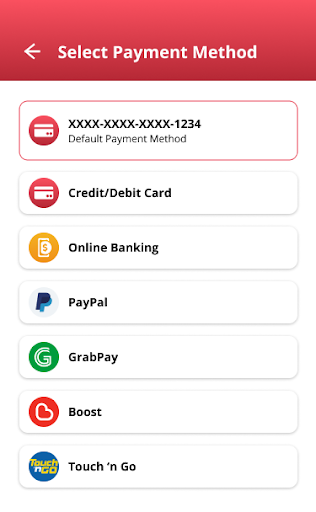 Select Payment Method
XXXX-XXXX-XXXX-1234
Default Payment Method
Credit/Debit Card
Online Banking
PayPal
GrabPay
Boost
Touch 'n Go
Touch
'n GO